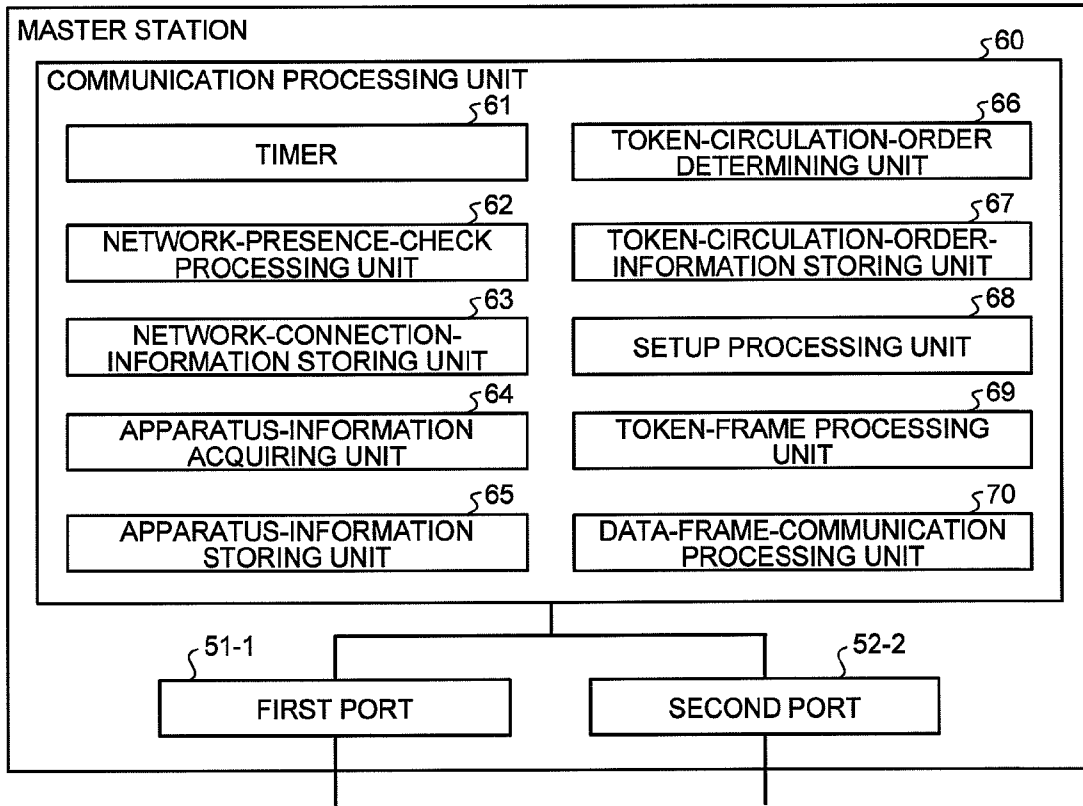 MASTER STATION
60
COMMUNICATION PROCESSING UNIT
61
TIMER
62
NETWORK-PRESENCE-CHECK
PROCESSING UNIT
63
NETWORK-CONNECTION-
INFORMATION STORING UNIT
64
APPARATUS-INFORMATION
ACQUIRING UNIT
65
APPARATUS-INFORMATION
STORING UNIT
66
TOKEN-CIRCULATION-ORDER
DETERMINING UNIT
67
TOKEN-CIRCULATION-ORDER-
INFORMATION STORING UNIT
68
SETUP PROCESSING UNIT
69
TOKEN-FRAME PROCESSING
UNIT
70
DATA-FRAME-COMMUNICATION
PROCESSING UNIT
51-1
FIRST PORT
52-2
SECOND PORT